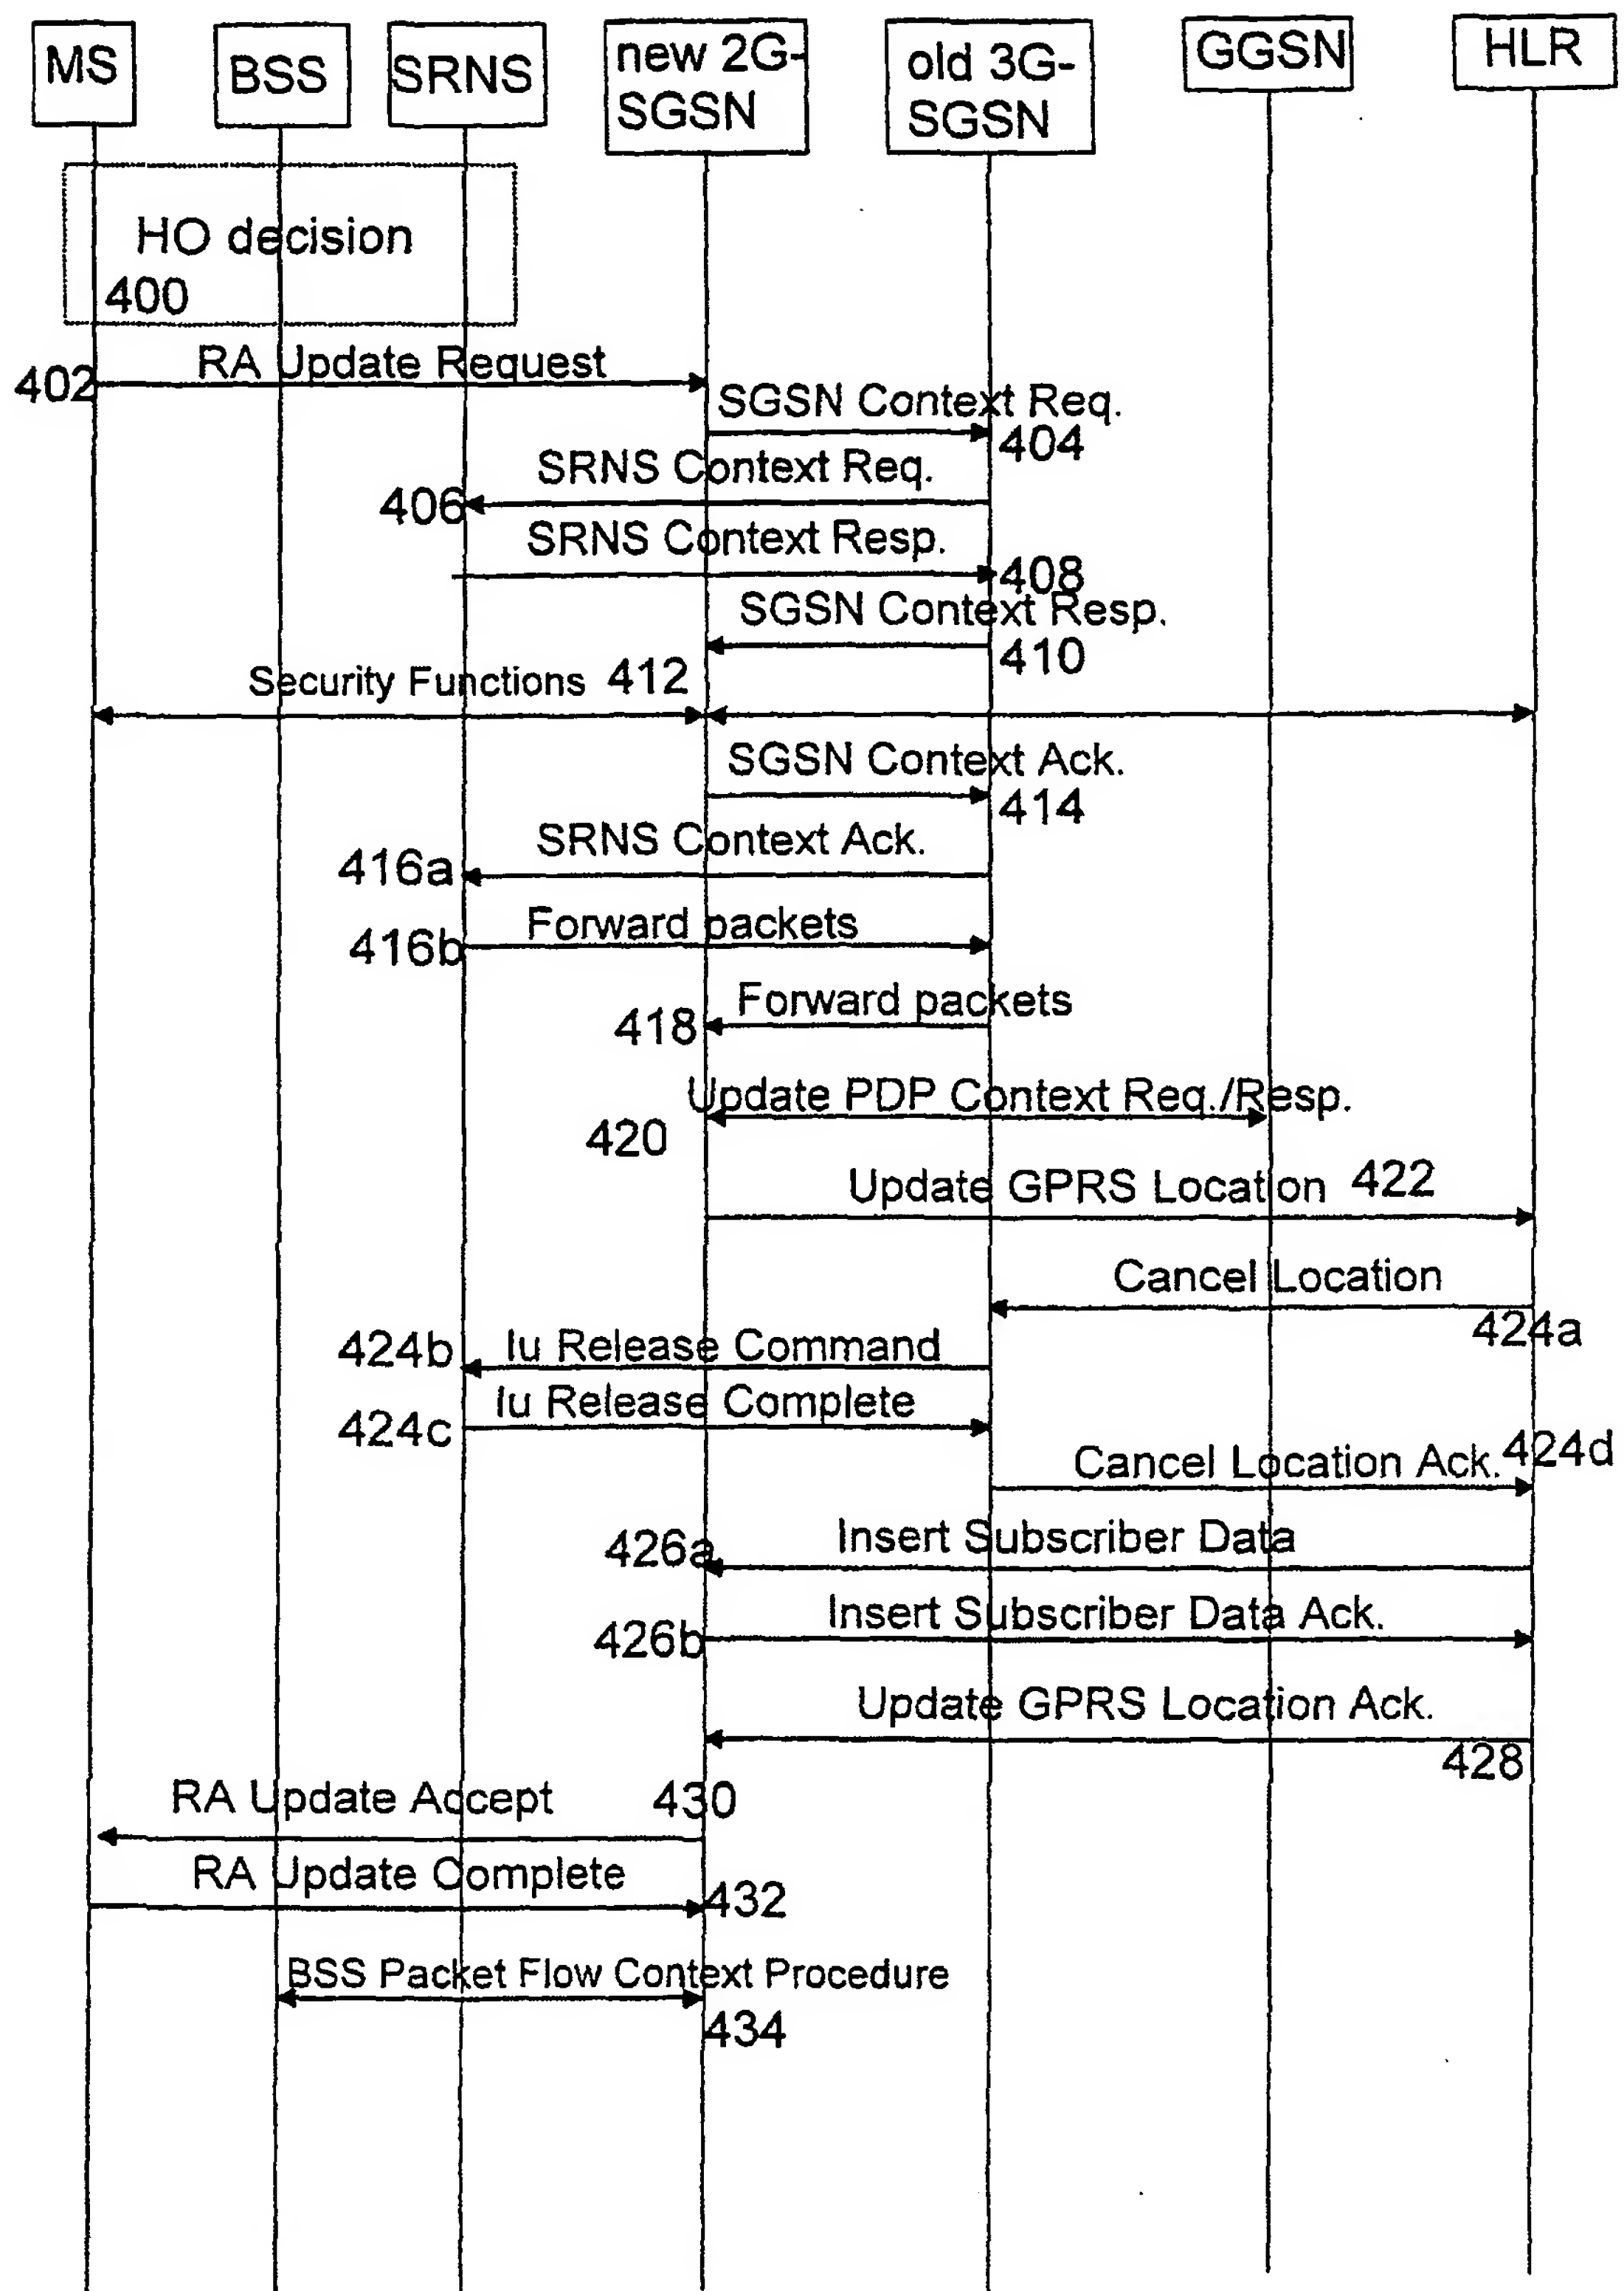 MS
BSS
SRNS
new 2G-
SGSN
old 3G-
SGSN
GGSN
HLR
HO decision
400
RA Update Request
402
SGSN Context Req.
404
SRNS Context Req.
406
SRNS Context Resp.
408
SGSN Context Resp.
410
Security Functions 412
SGSN Context Ack.
414
SRNS Context Ack.
416a
Forward packets
416b
Forward packets
418
Update PDP Context Req./Resp.
420
Update GPRS Location 422
Cancel Location
424a
424b Iu Release Command
Iu Release Complete
424c
Cancel Location Ack. 424d
Insert Subscriber Data
426a
Insert Subscriber Data Ack.
426b
Update GPRS Location Ack.
428
RA Update Accept 430
RA Update Complete
432
BSS Packet Flow Context Procedure
434